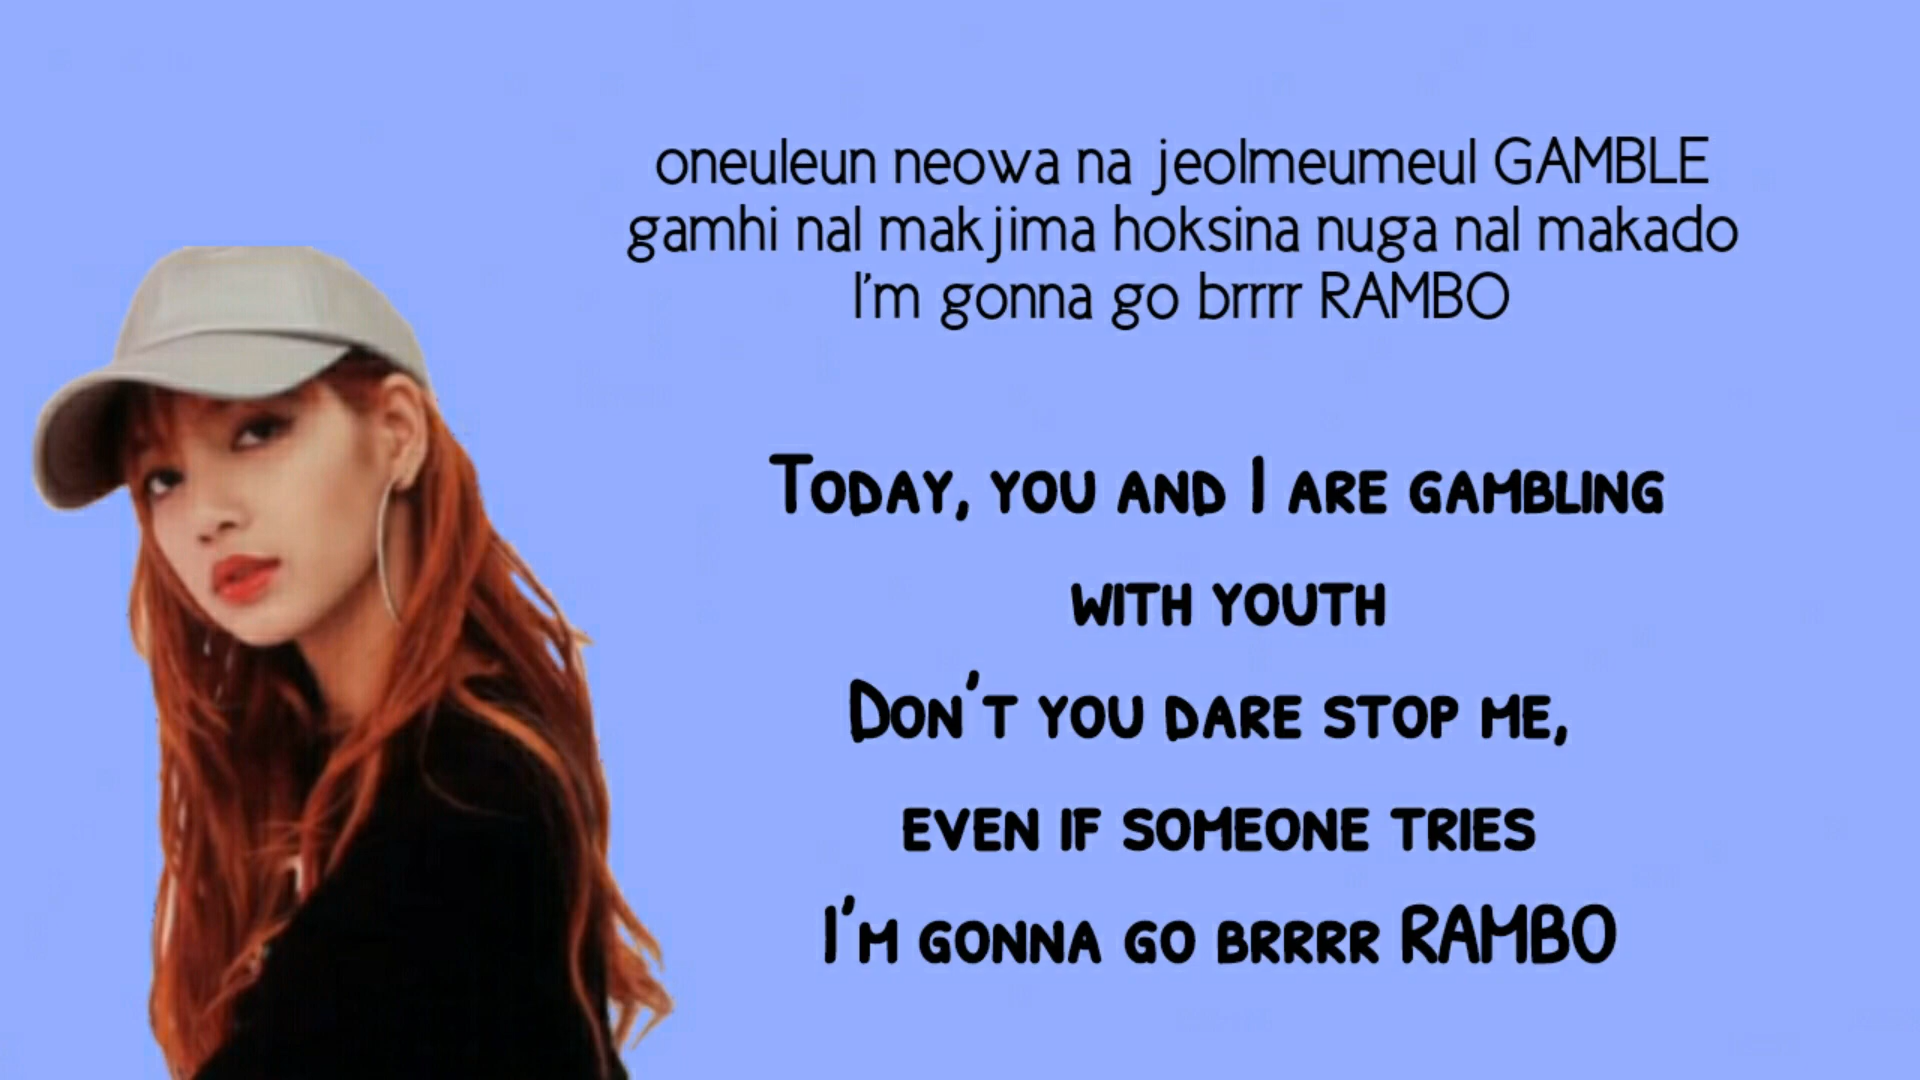 oneuleun neowa na jeolmeumeul GAMBLE
gamhi nal makjima hoksina nuga nal makado
I'm gonna go brrrr RAMBO
Today, you and I are gambling
with youth
Don't you dare stop me,
even if someone tries
I'm gonna go brrrr RAMBO